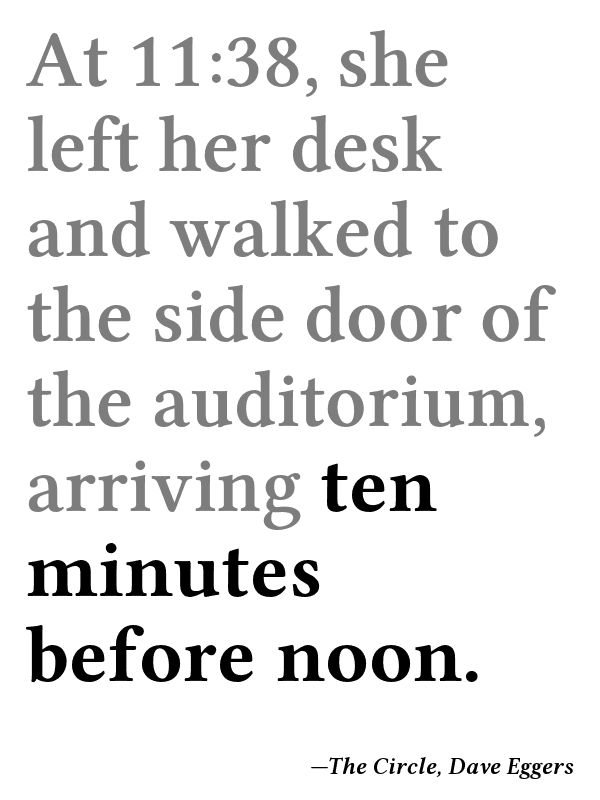 At 11:38, she
left her desk
and walked to
the side door of
the auditorium,
arriving ten
minutes
before noon.
—The Circle, Dave Eggers